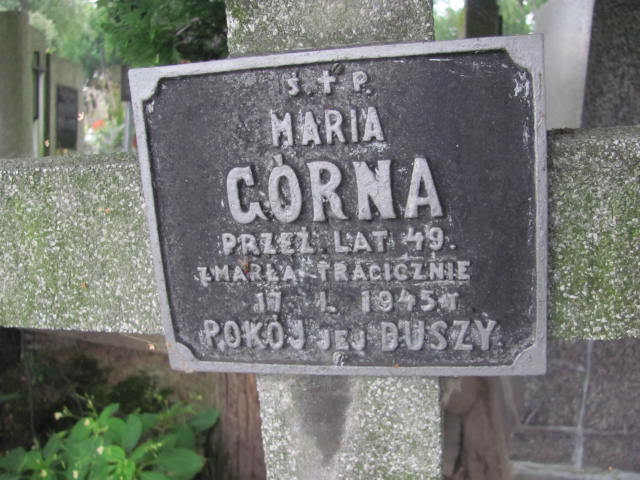 Ś. † P.
MARIA
GÓRNA
PRZEŻ. LAT 49.
ZMARŁA TRAGICZNIE
17 I. 1945 r.
POKÓJ JEJ DUSZY.